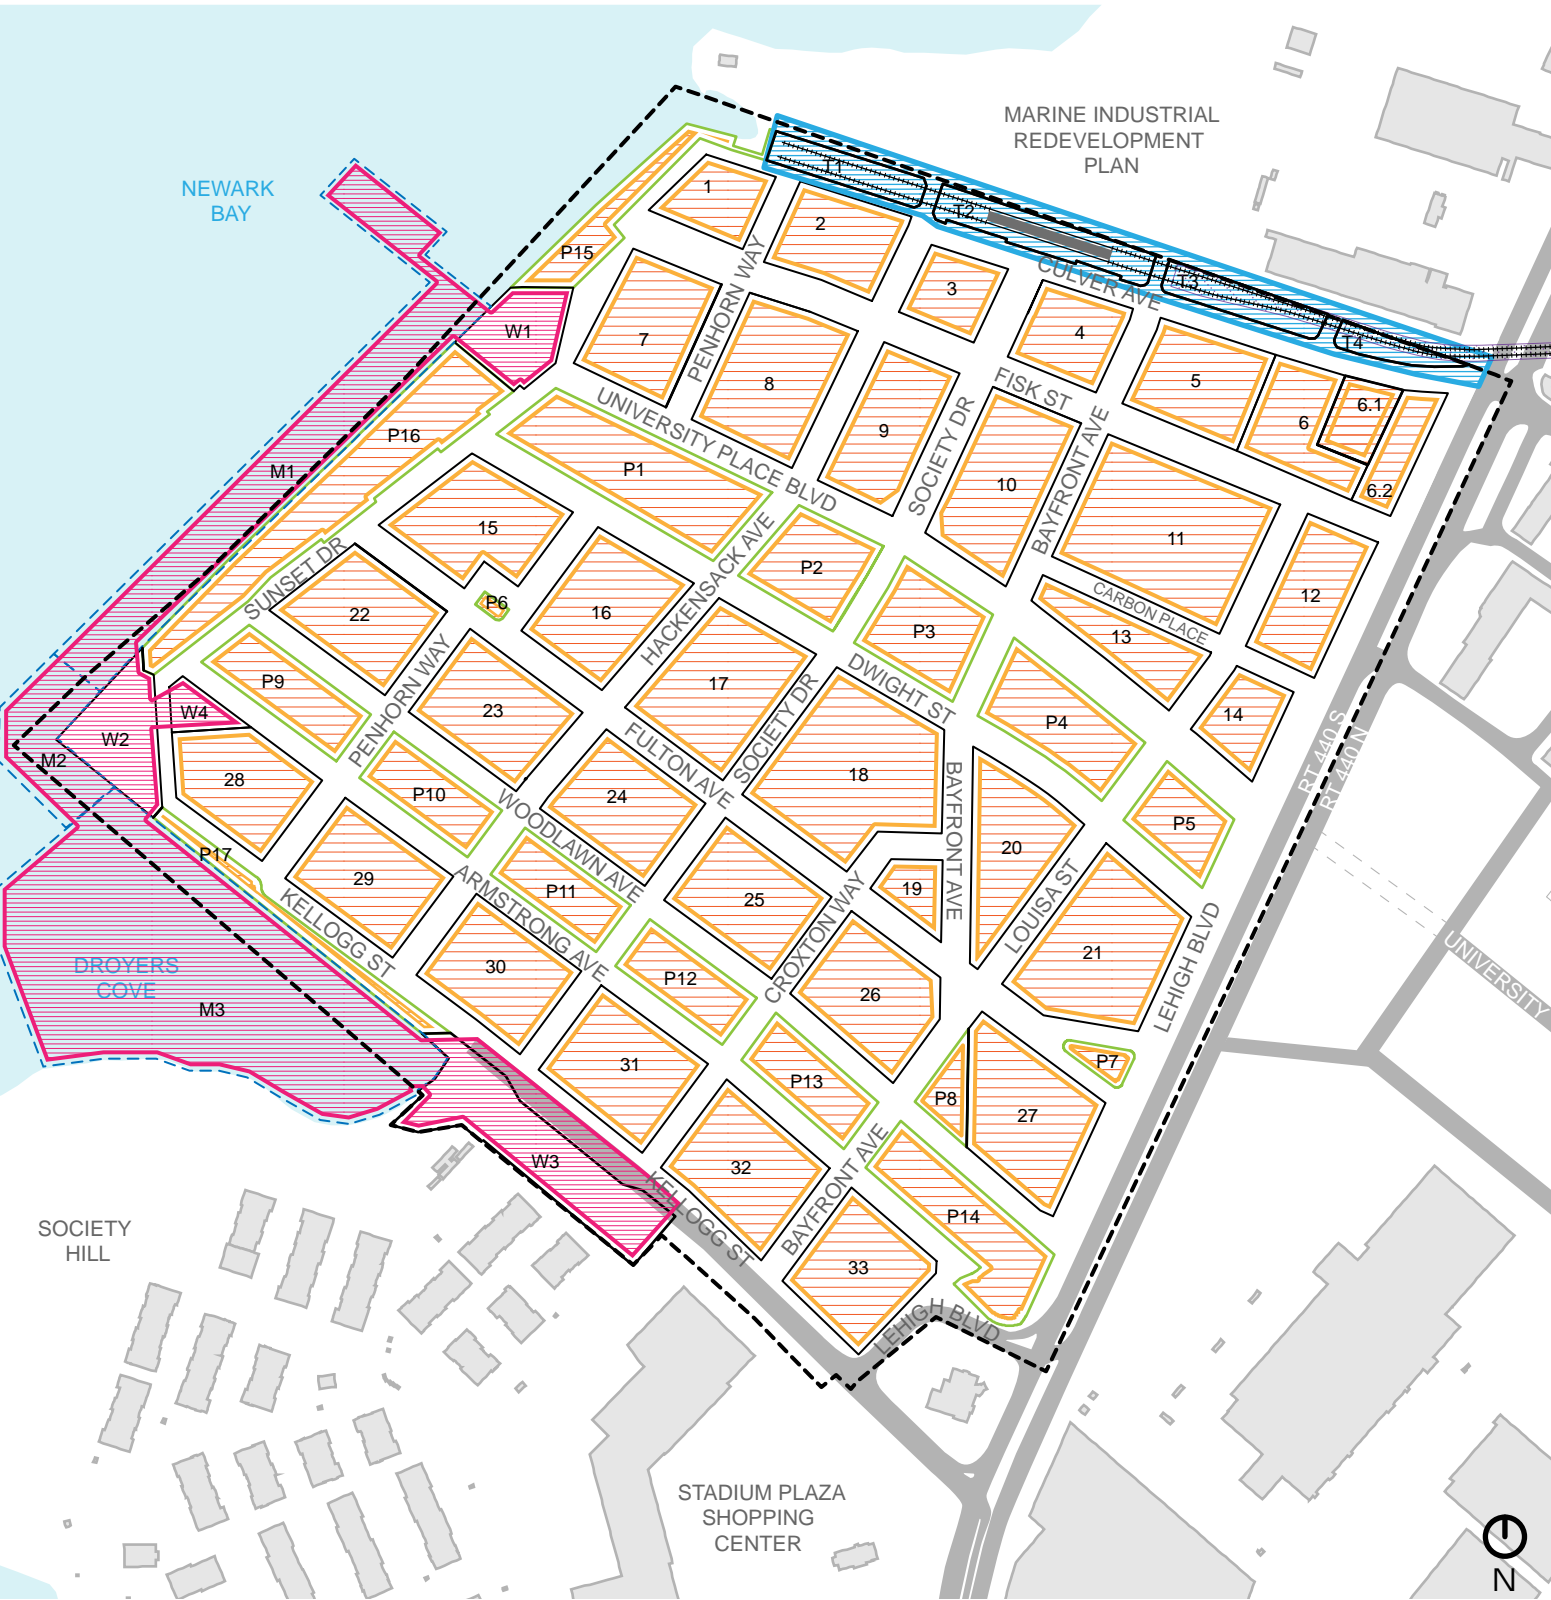 MARINE INDUSTRIAL
REDEVELOPMENT
PLAN
NEWARK
BAY
T1
T2
T3
T4
1
2
3
4
5
6
6.1
6.2
P15
W1
7
8
9
10
11
12
13
14
CULVER AVE
PENHORN WAY
FISK ST
SOCIETY DR
BAYFRONT AVE
UNIVERSITY PLACE BLVD
CARBON PLACE
P16
M1
P1
P2
P3
P4
P5
15
P6
16
HACKENSACK AVE
SUNSET DR
22
P9
PENHORN WAY
23
17
SOCIETY DR
DWIGHT ST
FULTON AVE
18
W4
W2
M2
28
P10
24
WOODLAWN AVE
BAYFRONT AVE
20
19
LOUISA ST
21
LEHIGH BLVD
RT 440 S
RT 440 N
UNIVERSITY
P17
29
KELLOGG ST
ARMSTRONG AVE
P11
25
CROXTON WAY
DROYERS
COVE
M3
30
P12
26
31
P13
P8
27
P7
W3
32
BAYFRONT AVE
P14
KELLOGG ST
33
LEHIGH BLVD
SOCIETY
HILL
STADIUM PLAZA
SHOPPING
CENTER
N